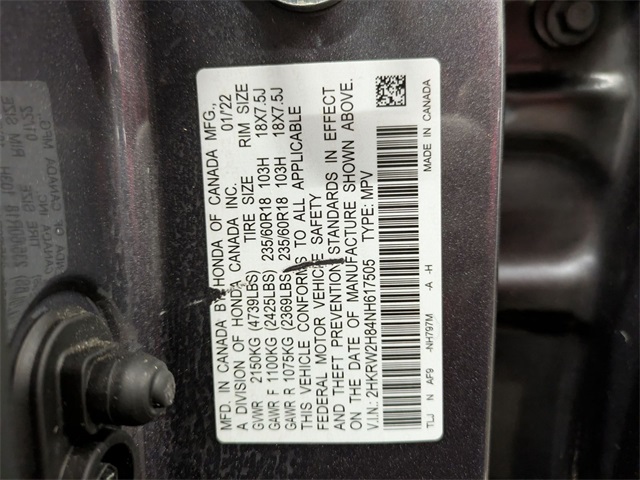 MFD. IN CANADA BY HONDA OF CANADA MFG.,
A DIVISION OF HONDA CANADA INC. 01/22
GVWR 2150KG (4739LBS) TIRE SIZE RIM SIZE
GAWR F 1100KG (2425LBS) 235/60R18 103H 18X7.5J
GAWR R 1075KG (2369LBS) 235/60R18 103H 18X7.5J
THIS VEHICLE CONFORMS TO ALL APPLICABLE
FEDERAL MOTOR VEHICLE SAFETY
AND THEFT PREVENTION STANDARDS IN EFFECT
ON THE DATE OF MANUFACTURE SHOWN ABOVE.
V.I.N.: 2HKRW2H84NH617505 TYPE: MPV
TLJ N AF9 -NH797M -A -H MADE IN CANADA